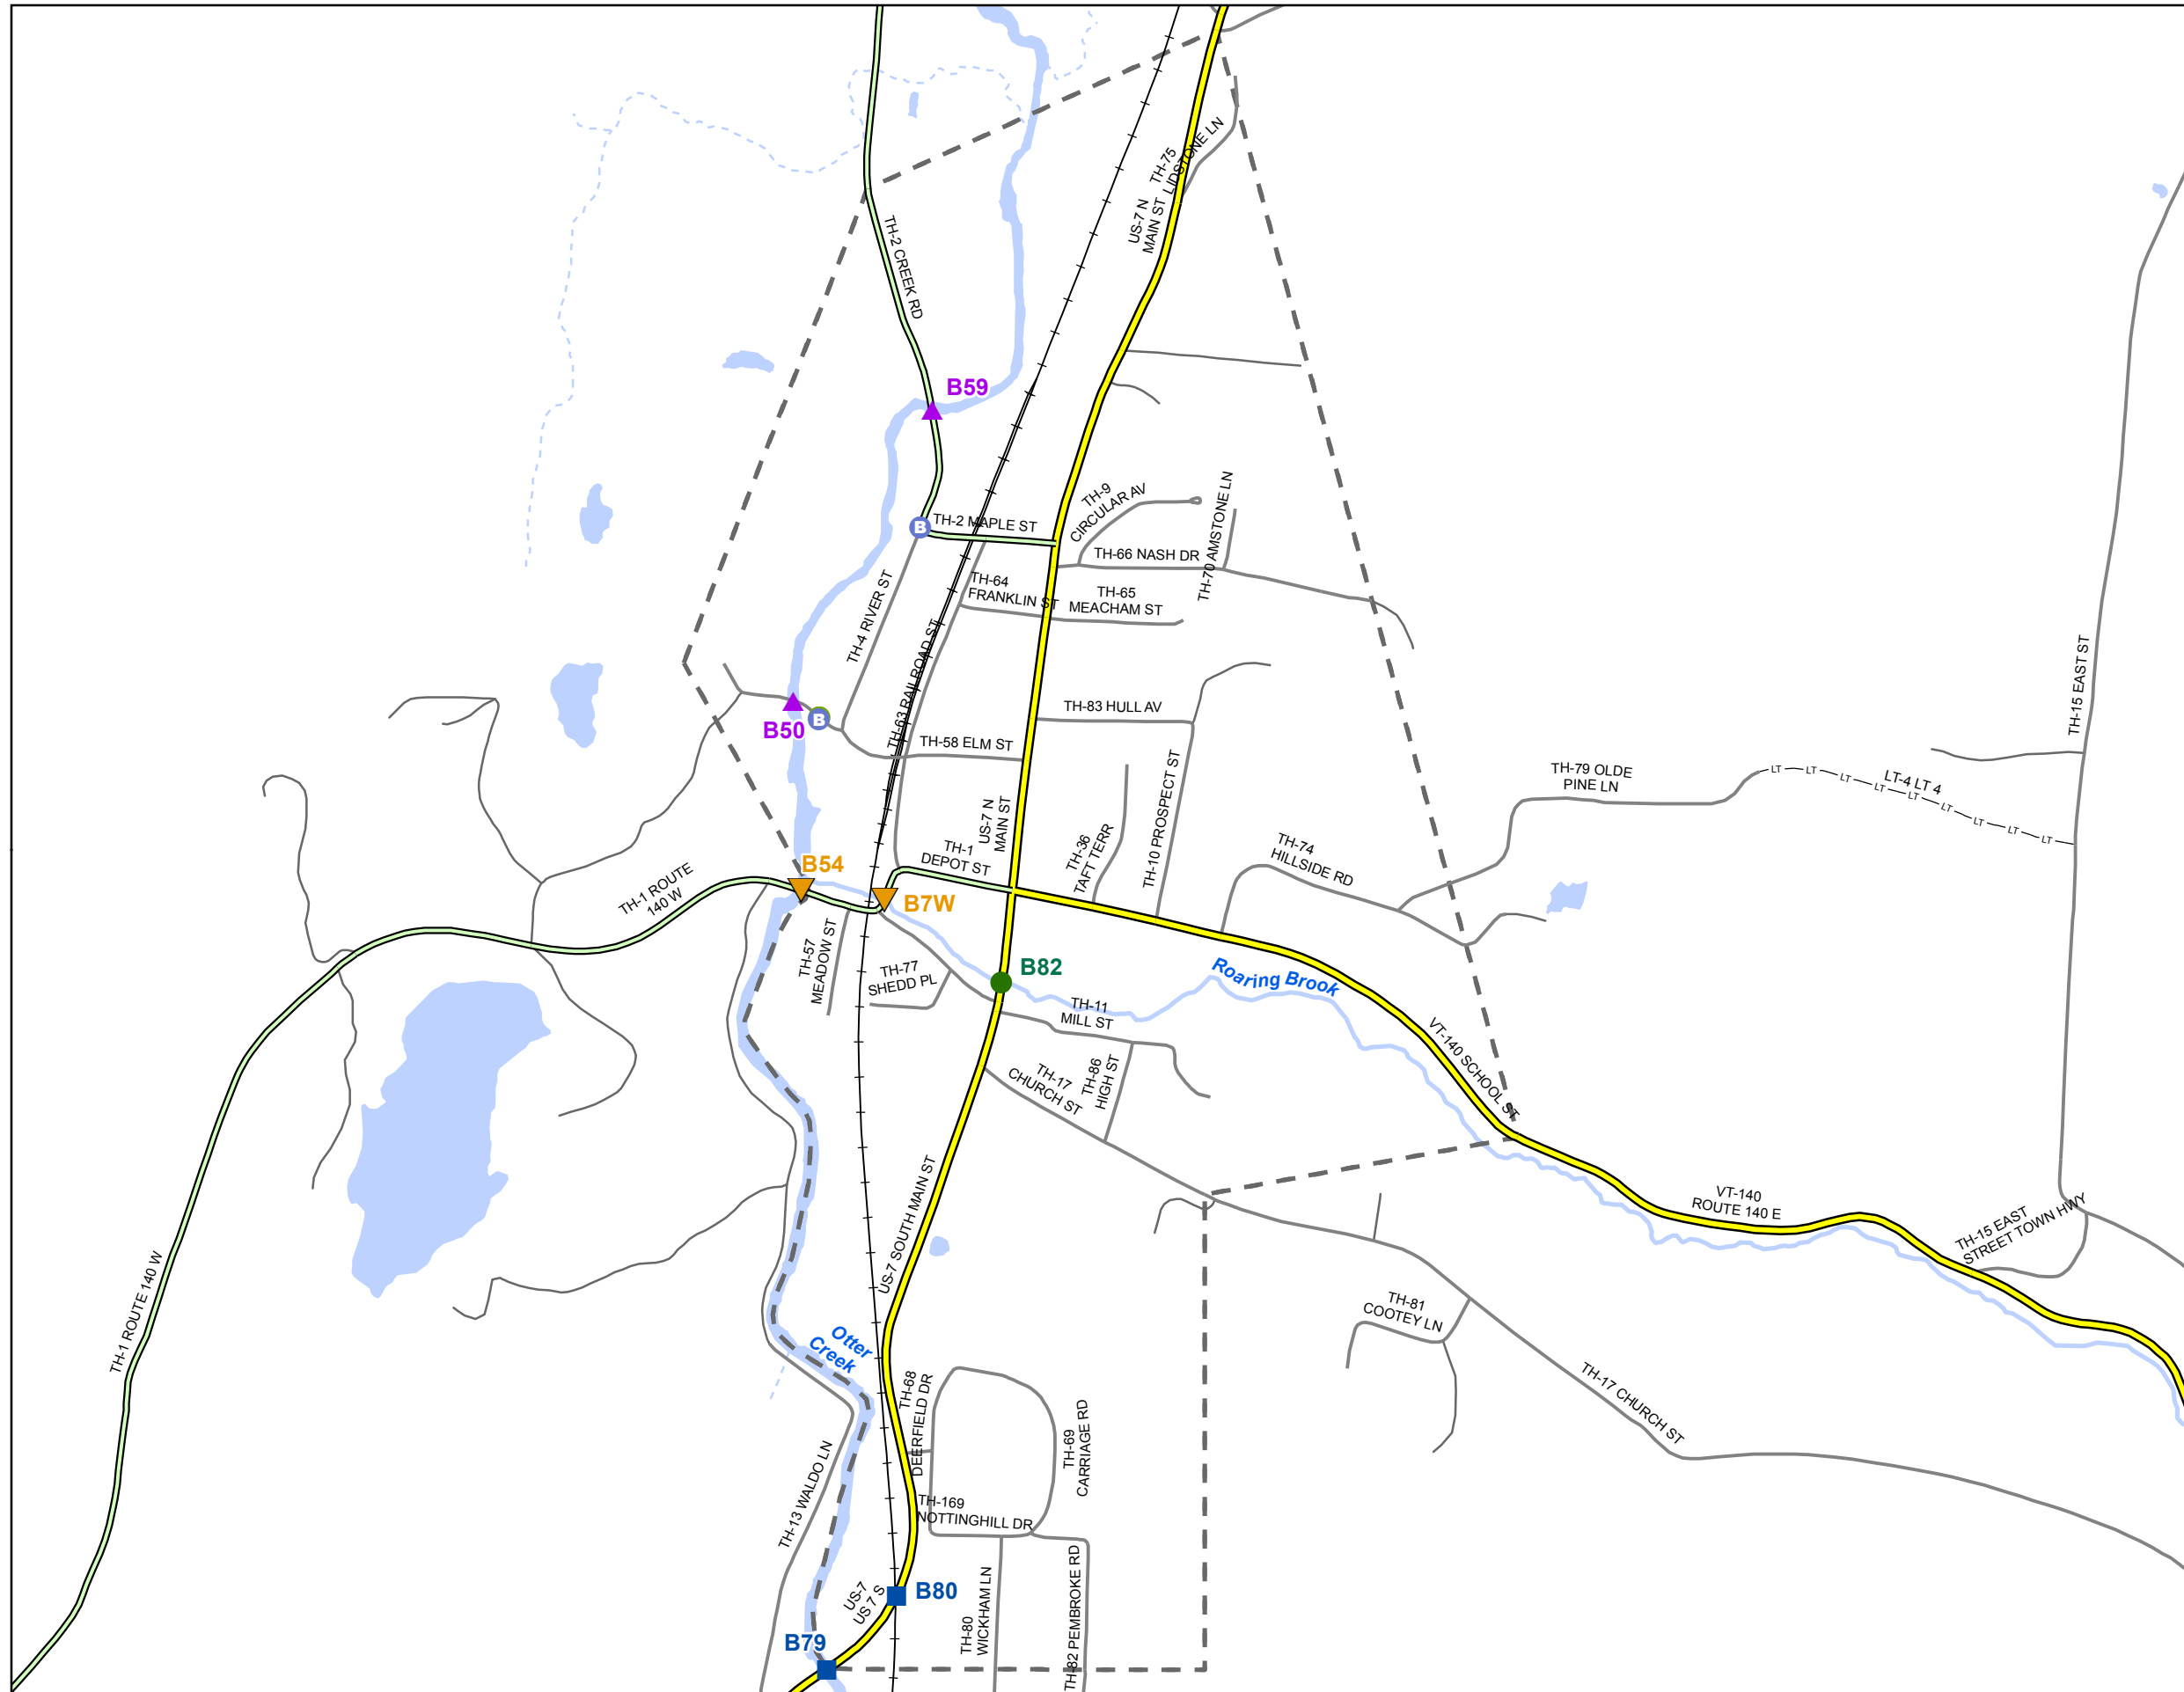 TH-75
LIDSTONE LN
US-7 N
MAIN ST
TH-2 CREEK RD
B59
B
TH-2 MAPLE ST
TH-9
CIRCULAR AV
TH-66 NASH DR
TH-70 AMSTONE LN
TH-64
FRANKLIN ST
TH-65
MEACHAM ST
TH-4 RIVER ST
TH-63 RAILROAD ST
TH-15 EAST ST
B50
B
TH-83 HULL AV
TH-58 ELM ST
TH-79 OLDE
PINE LN
LT
LT
LT
LT
LT
LT
LT
LT
LT
LT-4 LT 4
US-7 N
MAIN ST
TH-36
TAFT TERR
TH-10 PROSPECT ST
TH-74
HILLSIDE RD
TH-1
DEPOT ST
B54
B7W
TH-1 ROUTE
140 W
TH-57
MEADOW ST
TH-77
SHEDD PL
B82
Roaring Brook
TH-11
MILL ST
TH-86
HIGH ST
TH-17
CHURCH ST
VT-140 SCHOOL ST
US-7 SOUTH MAIN ST
VT-140
ROUTE 140 E
TH-15 EAST
STREET TOWN HWY
TH-1 ROUTE 140 W
Otter
Creek
TH-81
COOTEY LN
TH-17 CHURCH ST
TH-68
DEERFIELD DR
TH-69
CARRIAGE RD
TH-13 WALDO LN
TH-169
NOTTINGHILL DR
US-7
US 7 S
B80
TH-80
WICKHAM LN
TH-82 PEMBROKE RD
B79